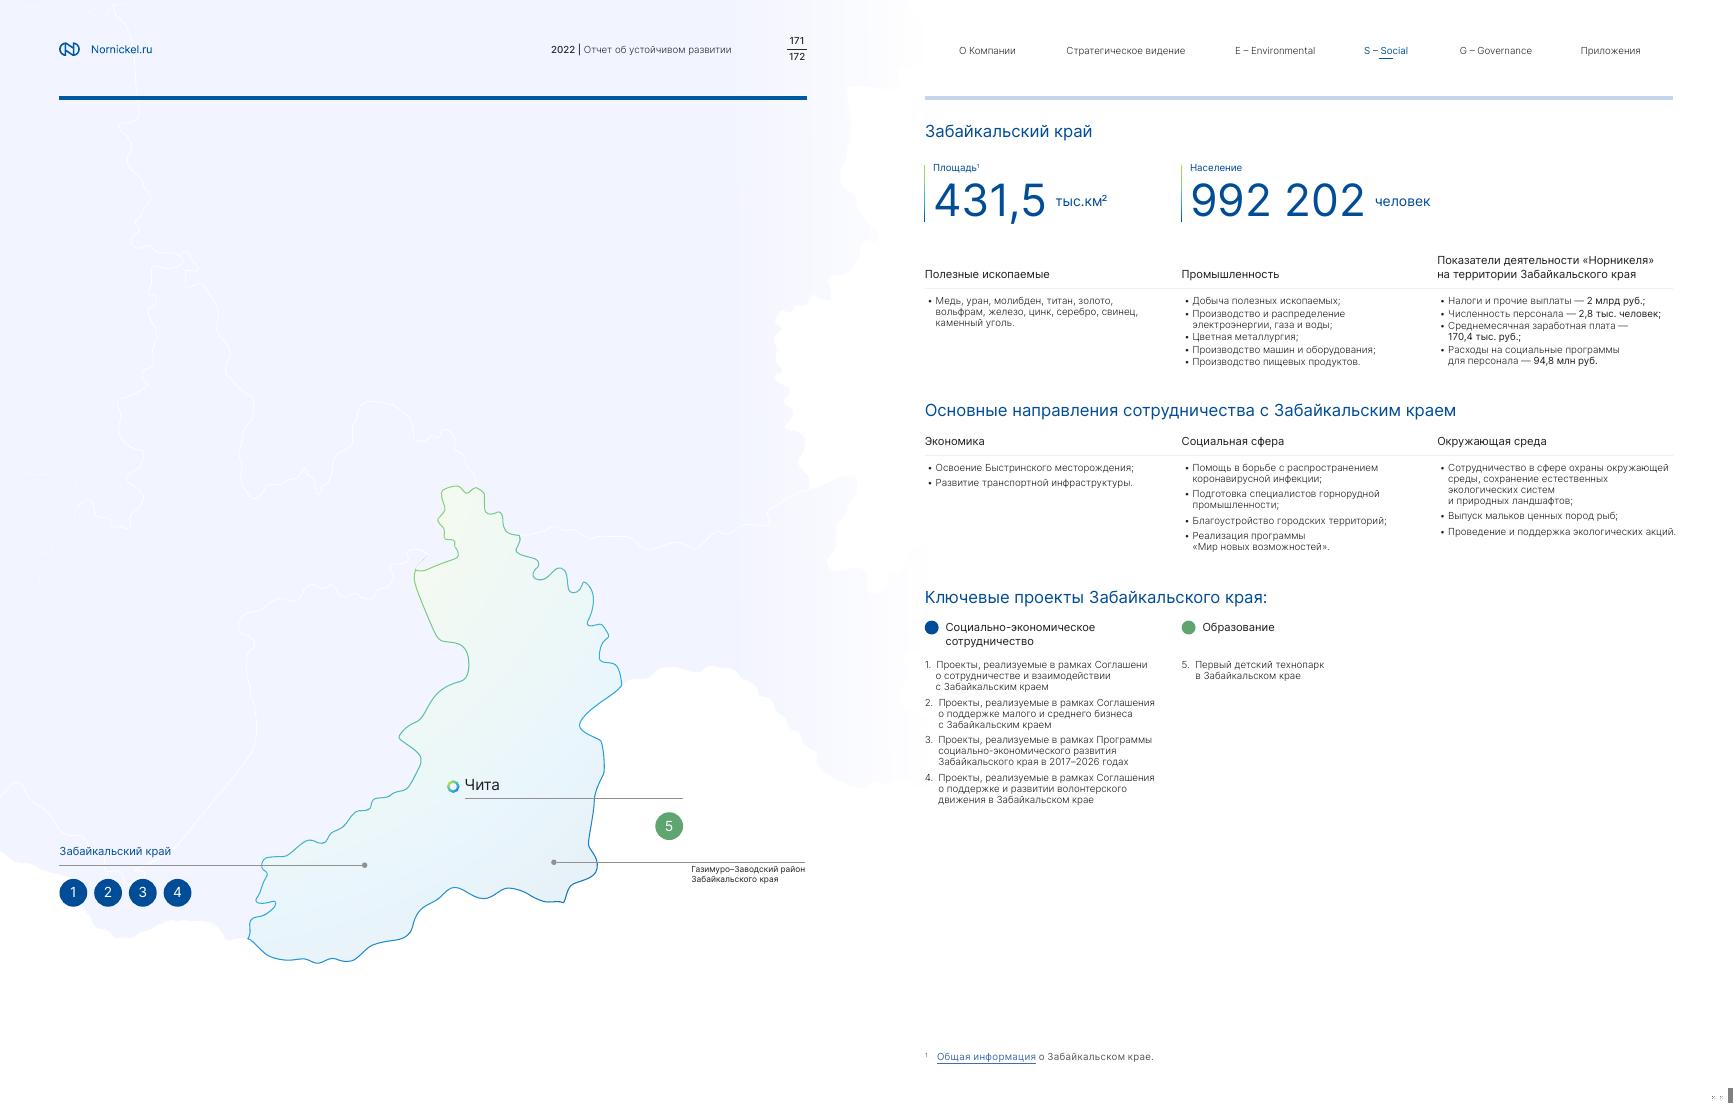 Nornickel.ru
2022 | Отчет об устойчивом развитии
171
172
О Компании
Стратегическое видение
E – Environmental
S – Social
G – Governance
Приложения
Забайкальский край
Площадь¹
431,5 тыс.км²
Население
992 202 человек
Полезные ископаемые
• Медь, уран, молибден, титан, золото,
вольфрам, железо, цинк, серебро, свинец,
каменный уголь.
Промышленность
• Добыча полезных ископаемых;
• Производство и распределение
электроэнергии, газа и воды;
• Цветная металлургия;
• Производство машин и оборудования;
• Производство пищевых продуктов.
Показатели деятельности «Норникеля»
на территории Забайкальского края
• Налоги и прочие выплаты — 2 млрд руб.;
• Численность персонала — 2,8 тыс. человек;
• Среднемесячная заработная плата —
170,4 тыс. руб.;
• Расходы на социальные программы
для персонала — 94,8 млн руб.
Основные направления сотрудничества с Забайкальским краем
Экономика
• Освоение Быстринского месторождения;
• Развитие транспортной инфраструктуры.
Социальная сфера
• Помощь в борьбе с распространением
коронавирусной инфекции;
• Подготовка специалистов горнорудной
промышленности;
• Благоустройство городских территорий;
• Реализация программы
«Мир новых возможностей».
Окружающая среда
• Сотрудничество в сфере охраны окружающей
среды, сохранение естественных
экологических систем
и природных ландшафтов;
• Выпуск мальков ценных пород рыб;
• Проведение и поддержка экологических акций.
Ключевые проекты Забайкальского края:
Социально-экономическое
сотрудничество
1. Проекты, реализуемые в рамках Соглашени
о сотрудничестве и взаимодействии
с Забайкальским краем
2. Проекты, реализуемые в рамках Соглашения
о поддержке малого и среднего бизнеса
с Забайкальским краем
3. Проекты, реализуемые в рамках Программы
социально-экономического развития
Забайкальского края в 2017–2026 годах
4. Проекты, реализуемые в рамках Соглашения
о поддержке и развитии волонтерского
движения в Забайкальском крае
Образование
5. Первый детский технопарк
в Забайкальском крае
Чита
5
Забайкальский край
1 2 3 4
Газимуро–Заводский район
Забайкальского края
¹ Общая информация о Забайкальском крае.